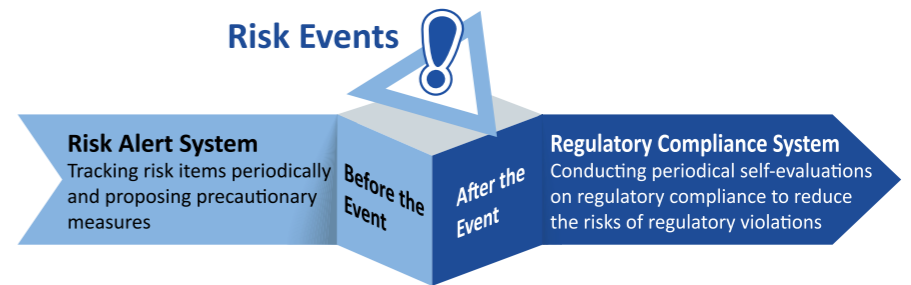 Risk Events
Risk Alert System
Tracking risk items periodically
and proposing precautionary
measures
Before the
Event
After the
Event
Regulatory Compliance System
Conducting periodical self-evaluations
on regulatory compliance to reduce
the risks of regulatory violations